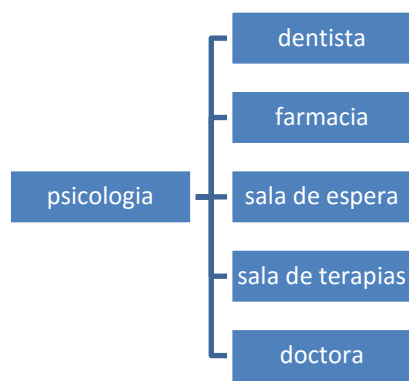 dentista
farmacia
psicologia
sala de espera
sala de terapias
doctora